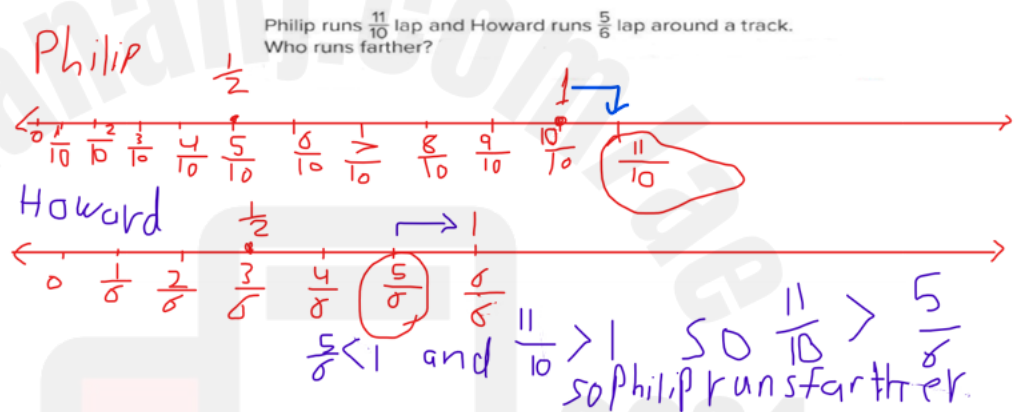 Philip runs 11/10 lap and Howard runs 5/6 lap around a track.
Who runs farther?
Philip
1/2 1
0 1/10 2/10 3/10 4/10 5/10 6/10 7/10 8/10 9/10 10/10 11/10
Howard
1/2 1
0 1/6 2/6 3/6 4/6 5/6 6/6
5/6 < 1 and 11/10 > 1 so 11/10 > 5/6
so Philip runs farther.